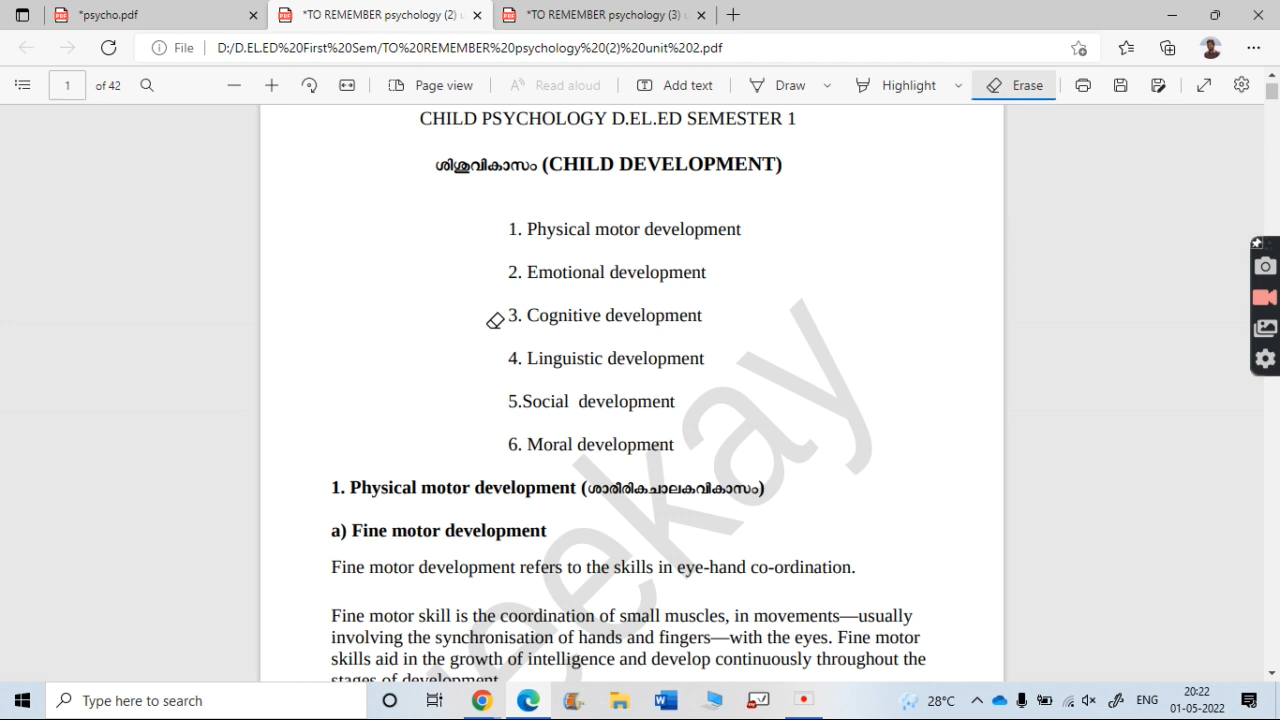 *psycho.pdf
*TO REMEMBER psychology (2) u
*TO REMEMBER psychology (3) u
File D:/D.EL.ED%20First%20Sem/TO%20REMEMBER%20psychology%20(2)%20unit%202.pdf
1 of 42 Page view Read aloud Add text Draw Highlight Erase
CHILD PSYCHOLOGY D.EL.ED SEMESTER 1
ശിശുവികാസം (CHILD DEVELOPMENT)
1. Physical motor development
2. Emotional development
3. Cognitive development
4. Linguistic development
5.Social development
6. Moral development
1. Physical motor development (ശാരീരികചാലകവികാസം)
a) Fine motor development
Fine motor development refers to the skills in eye-hand co-ordination.
Fine motor skill is the coordination of small muscles, in movements—usually
involving the synchronisation of hands and fingers—with the eyes. Fine motor
skills aid in the growth of intelligence and develop continuously throughout the
stages of development.
eekay
Type here to search
28°C ENG 20:22
01-05-2022